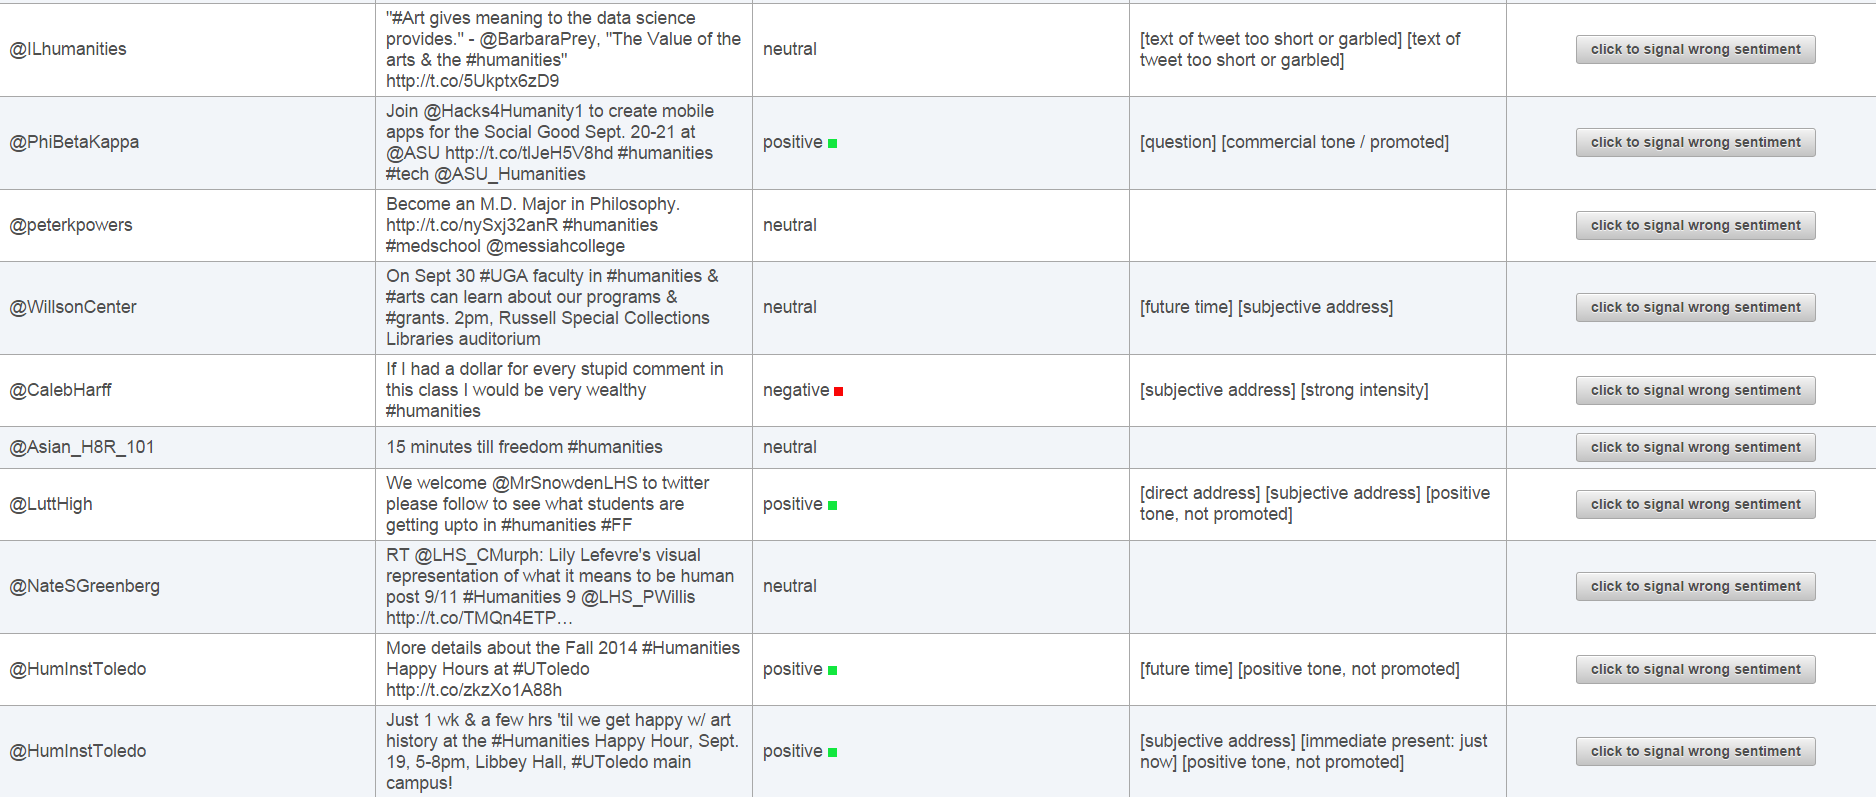 @ILhumanities
"#Art gives meaning to the data science
provides." - @BarbaraPrey, "The Value of the
arts & the #humanities"
http://t.co/5Ukptx6zD9
neutral
[text of tweet too short or garbled] [text of
tweet too short or garbled]
click to signal wrong sentiment
@PhiBetaKappa
Join @Hacks4Humanity1 to create mobile
apps for the Social Good Sept. 20-21 at
@ASU http://t.co/tlJeH5V8hd #humanities
#tech @ASU_Humanities
positive
[question] [commercial tone / promoted]
click to signal wrong sentiment
@peterkpowers
Become an M.D. Major in Philosophy.
http://t.co/nySxj32anR #humanities
#medschool @messiahcollege
neutral
click to signal wrong sentiment
@WillsonCenter
On Sept 30 #UGA faculty in #humanities &
#arts can learn about our programs &
#grants. 2pm, Russell Special Collections
Libraries auditorium
neutral
[future time] [subjective address]
click to signal wrong sentiment
@CalebHarff
If I had a dollar for every stupid comment in
this class I would be very wealthy
#humanities
negative
[subjective address] [strong intensity]
click to signal wrong sentiment
@Asian_H8R_101
15 minutes till freedom #humanities
neutral
click to signal wrong sentiment
@LuttHigh
We welcome @MrSnowdenLHS to twitter
please follow to see what students are
getting upto in #humanities #FF
positive
[direct address] [subjective address] [positive
tone, not promoted]
click to signal wrong sentiment
@NateSGreenberg
RT @LHS_CMurph: Lily Lefevre's visual
representation of what it means to be human
post 9/11 #Humanities 9 @LHS_PWillis
http://t.co/TMQn4ETP…
neutral
click to signal wrong sentiment
@HumInstToledo
More details about the Fall 2014 #Humanities
Happy Hours at #UToledo
http://t.co/zkzXo1A88h
positive
[future time] [positive tone, not promoted]
click to signal wrong sentiment
@HumInstToledo
Just 1 wk & a few hrs 'til we get happy w/ art
history at the #Humanities Happy Hour, Sept.
19, 5-8pm, Libbey Hall, #UToledo main
campus!
positive
[subjective address] [immediate present: just
now] [positive tone, not promoted]
click to signal wrong sentiment